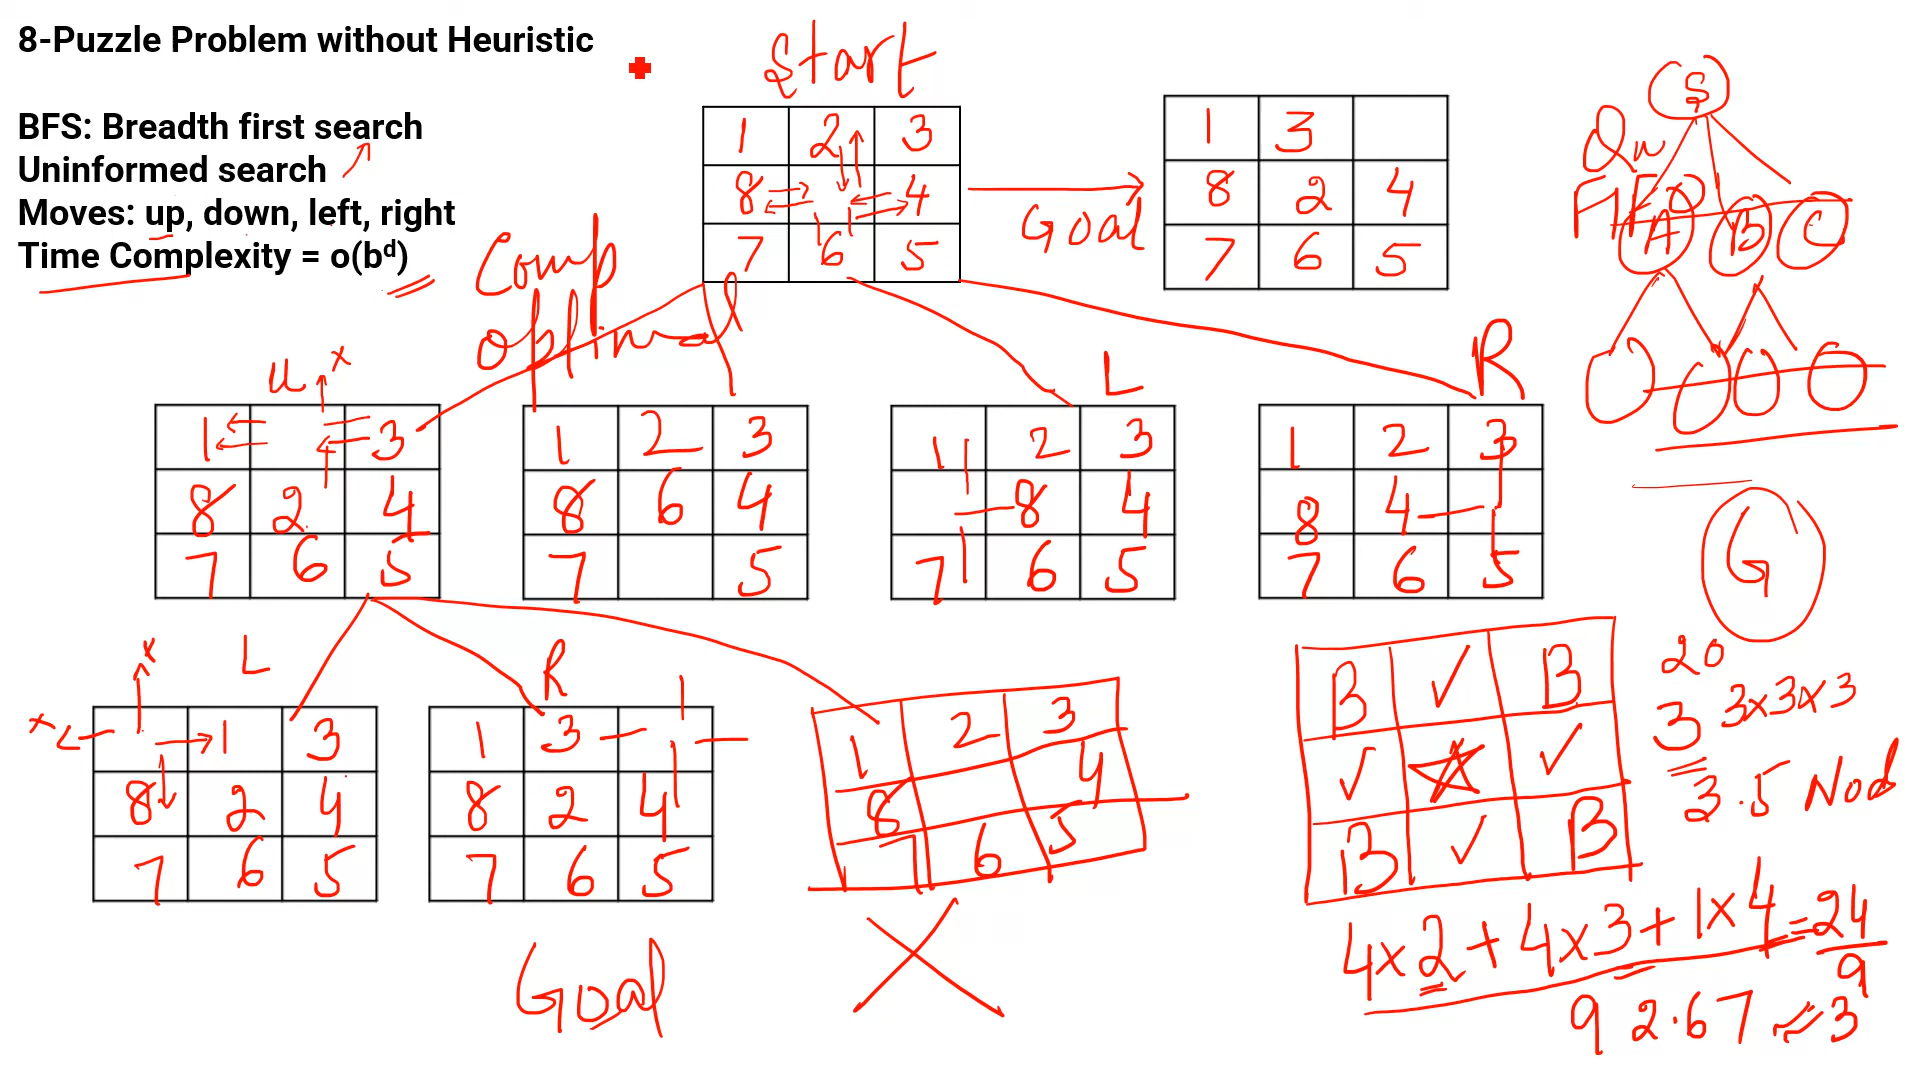 8-Puzzle Problem without Heuristic
BFS: Breadth first search
Uninformed search
Moves: up, down, left, right
Time Complexity = o(bᵈ)
Comp
optimal
Start
1 2 3
8 4
7 6 5
Goal
1 3
8 2 4
7 6 5
S
Qu
FIFO
A B C
U x
1 3
8 2 4
7 6 5
1 2 3
8 6 4
7 5
L
1 2 3
8 4
7 6 5
R
1 2 3
8 4
7 6 5
G
x L
x
1 3
8 2 4
7 6 5
R
1 3
8 2 4
7 6 5
Goal
1 2 3
8 4
7 6 5
B ✓ B
✓ ✓
B ✓ B
20
3 3x3x3
3.5 Nod
4x2 + 4x3 + 1x4 = 24
9
9 2.67 ≈ 3